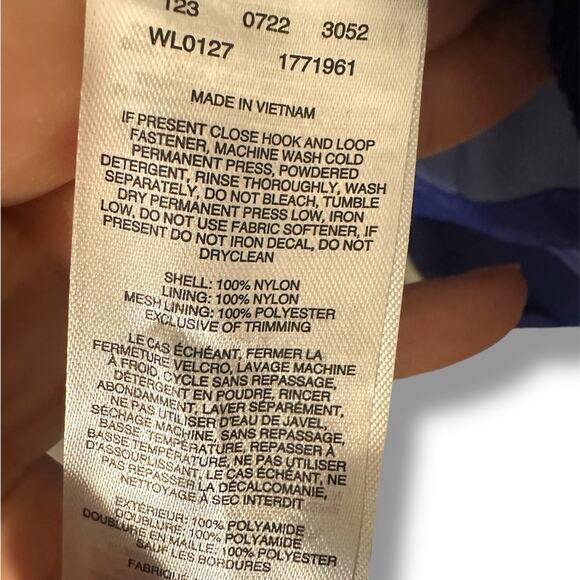 123 0722 3052
WL0127 1771961
MADE IN VIETNAM
IF PRESENT CLOSE HOOK AND LOOP
FASTENER, MACHINE WASH COLD
PERMANENT PRESS, POWDERED
DETERGENT, RINSE THOROUGHLY, WASH
SEPARATELY, DO NOT BLEACH, TUMBLE
DRY PERMANENT PRESS LOW, IRON
LOW, DO NOT USE FABRIC SOFTENER, IF
PRESENT DO NOT IRON DECAL, DO NOT
DRYCLEAN
SHELL: 100% NYLON
LINING: 100% NYLON
MESH LINING: 100% POLYESTER
EXCLUSIVE OF TRIMMING
LE CAS ÉCHÉANT, FERMER LA
FERMETURE VELCRO, LAVAGE MACHINE
À FROID, CYCLE SANS REPASSAGE,
DÉTERGENT EN POUDRE, RINCER
ABONDAMMENT, LAVER SÉPARÉMENT,
NE PAS UTILISER D'EAU DE JAVEL,
SÉCHAGE MACHINE, SANS REPASSAGE,
BASSE TEMPÉRATURE, REPASSER À
BASSE TEMPÉRATURE, NE PAS UTILISER
D'ASSOUPLISSANT, LE CAS ÉCHÉANT, NE
PAS REPASSER LA DÉCALCOMANIE,
NETTOYAGE À SEC INTERDIT
EXTÉRIEUR: 100% POLYAMIDE
DOUBLURE: 100% POLYAMIDE
DOUBLURE EN MAILLE: 100% POLYESTER
SAUF LES BORDURES